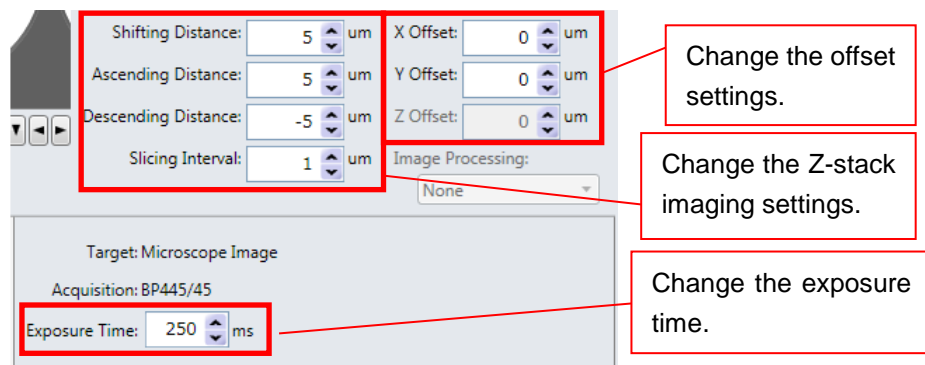 Shifting Distance: 5 um X Offset: 0 um
Ascending Distance: 5 um Y Offset: 0 um
Descending Distance: -5 um Z Offset: 0 um
Slicing Interval: 1 um Image Processing:
None
Target: Microscope Image
Acquisition: BP445/45
Exposure Time: 250 ms
Change the offset
settings.
Change the Z-stack
imaging settings.
Change the exposure
time.